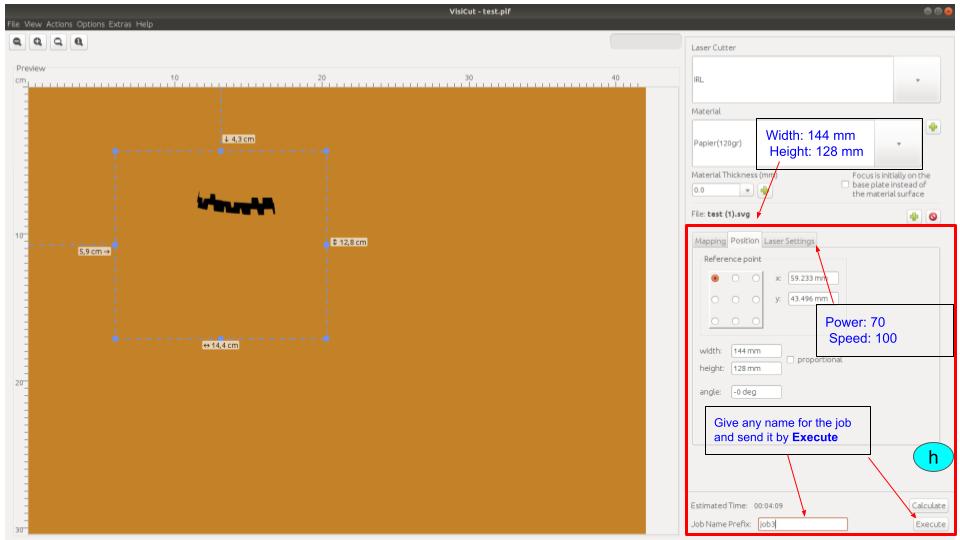 VisiCut - test.plf
File View Actions Options Extras Help
Preview
cm
10
20
30
40
10
20
30
↓ 4,3 cm
5,9 cm →
↕ 12,8 cm
↔ 14,4 cm
Laser Cutter
IRL
Material
Papier(120gr)
Width: 144 mm
Height: 128 mm
Material Thickness (mm)
0.0
Focus is initially on the
base plate instead of
the material surface
File: test (1).svg
Mapping Position Laser Settings
Reference point
x: 59.233 mm
y: 43.496 mm
Power: 70
Speed: 100
width: 144 mm
proportional
height: 128 mm
angle: -0 deg
Give any name for the job
and send it by Execute
h
Estimated Time: 00:04:09
Calculate
Job Name Prefix: job3
Execute